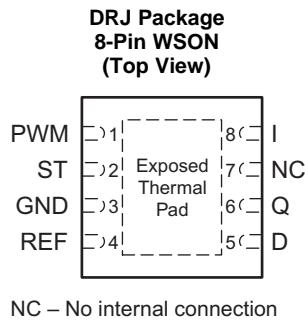 DRJ Package
8-Pin WSON
(Top View)
PWM 1 8 I
ST 2 Exposed 7 NC
Thermal
GND 3 Pad 6 Q
REF 4 5 D
NC – No internal connection